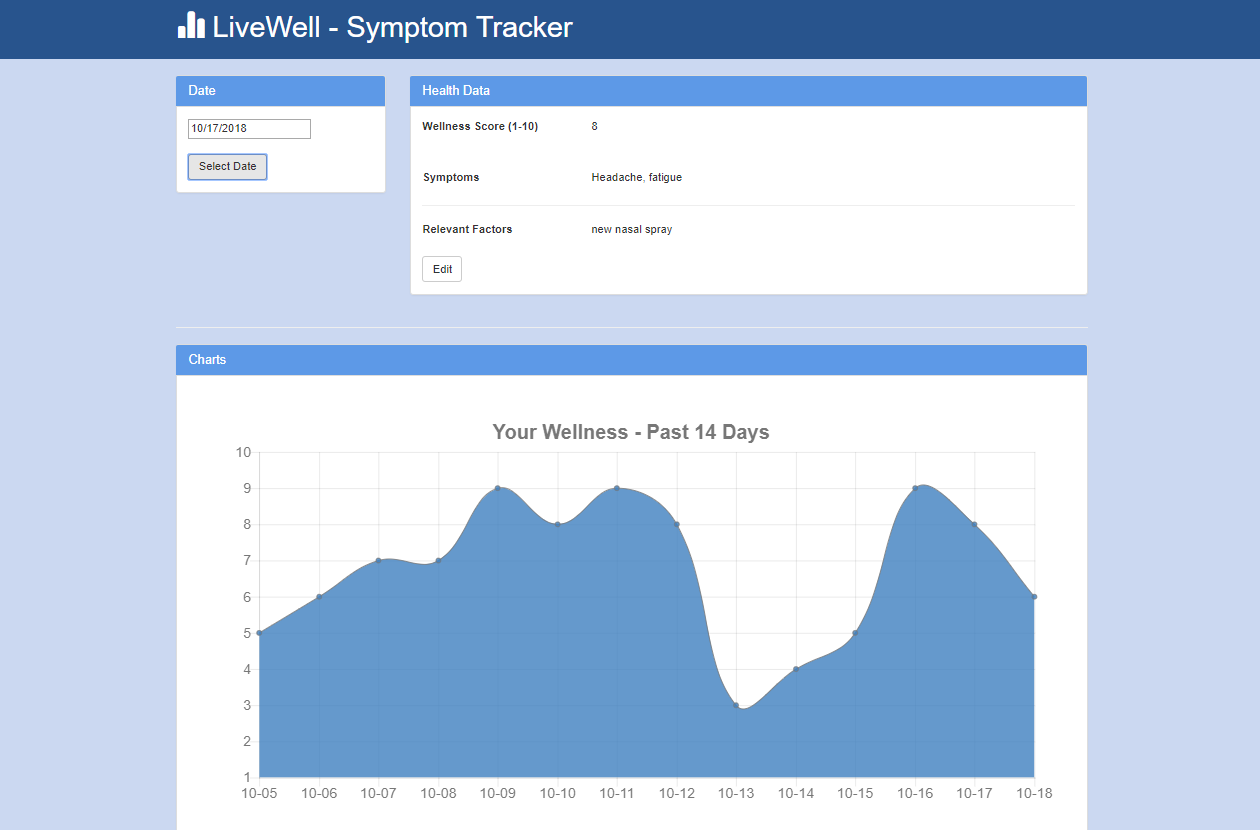 LiveWell - Symptom Tracker
Date
10/17/2018
Select Date
Health Data
Wellness Score (1-10) 8
Symptoms Headache, fatigue
Relevant Factors new nasal spray
Edit
Charts
Your Wellness - Past 14 Days
10
9
8
7
6
5
4
3
2
1
10-05 10-06 10-07 10-08 10-09 10-10 10-11 10-12 10-13 10-14 10-15 10-16 10-17 10-18